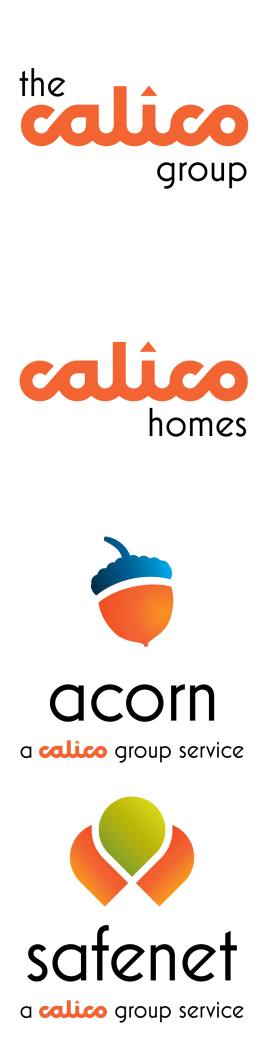 the
calico
group
calico
homes
acorn
a calico group service
safenet
a calico group service